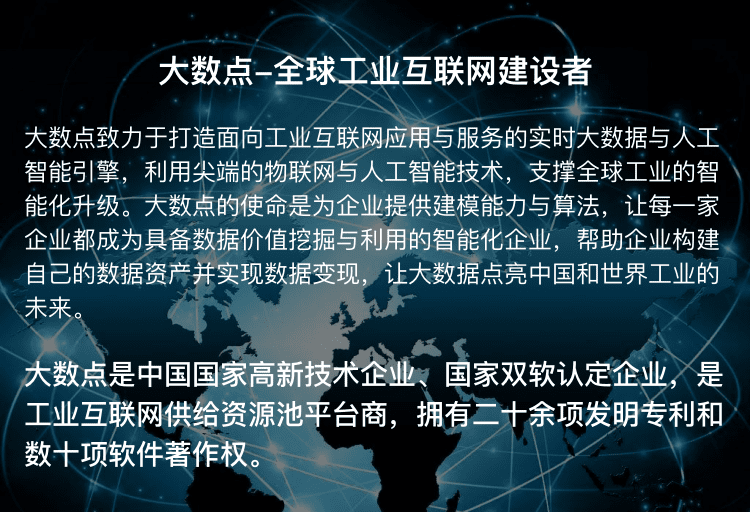 大数点–全球工业互联网建设者
大数点致力于打造面向工业互联网应用与服务的实时大数据与人工
智能引擎，利用尖端的物联网与人工智能技术，支撑全球工业的智
能化升级。大数点的使命是为企业提供建模能力与算法，让每一家
企业都成为具备数据价值挖掘与利用的智能化企业，帮助企业构建
自己的数据资产并实现数据变现，让大数据点亮中国和世界工业的
未来。
大数点是中国国家高新技术企业、国家双软认定企业，是
工业互联网供给资源池平台商，拥有二十余项发明专利和
数十项软件著作权。